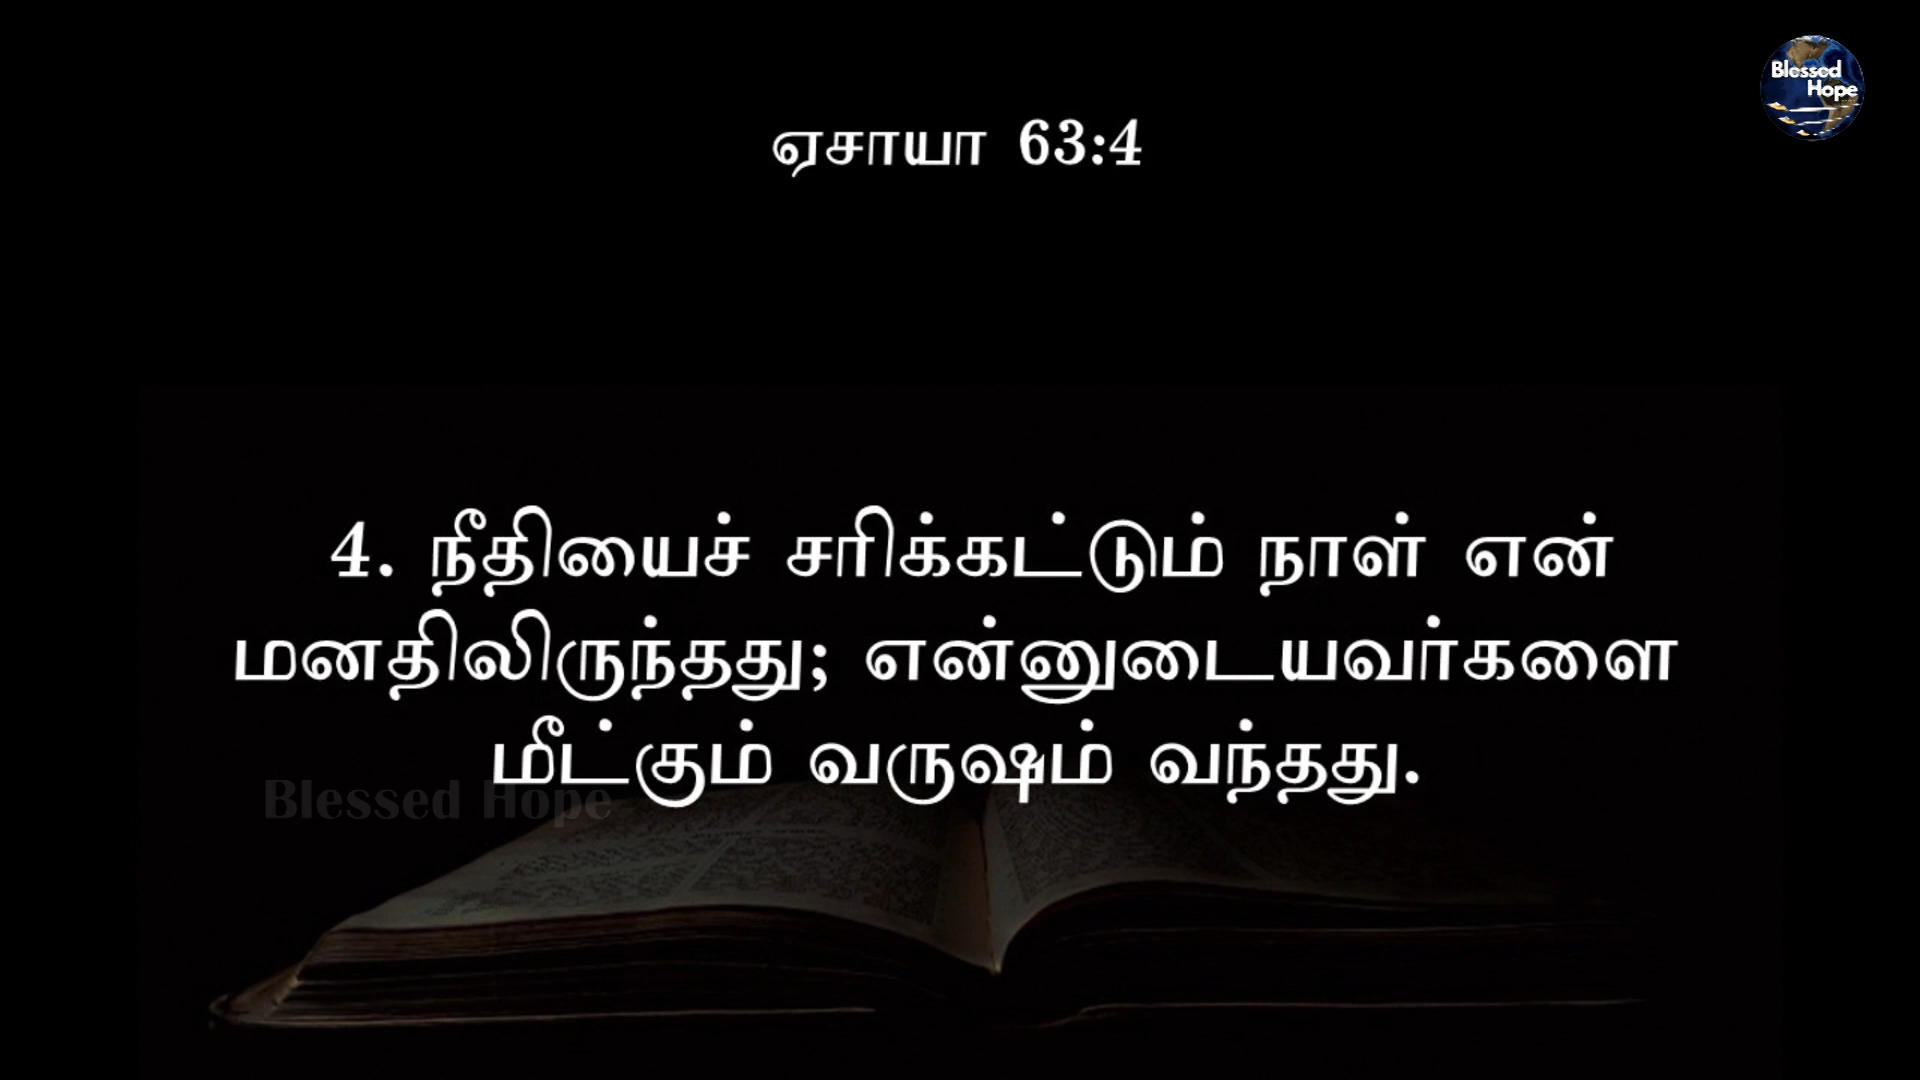 Blessed
Hope
ஏசாயா 63:4
4. நீதியைச் சரிக்கட்டும் நாள் என்
மனதிலிருந்தது; என்னுடையவர்களை
மீட்கும் வருஷம் வந்தது.
Blessed Hope